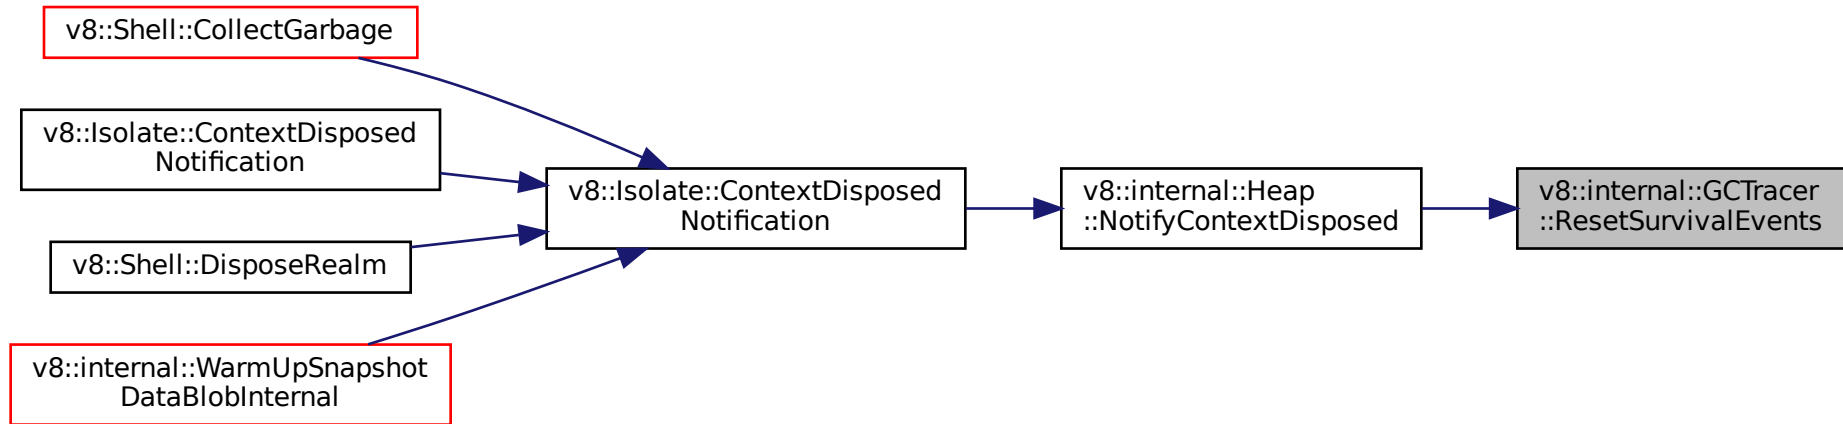 v8::Shell::CollectGarbage
v8::Isolate::ContextDisposed
Notification
v8::Shell::DisposeRealm
v8::internal::WarmUpSnapshot
DataBlobInternal
v8::Isolate::ContextDisposed
Notification
v8::internal::Heap
::NotifyContextDisposed
v8::internal::GCTracer
::ResetSurvivalEvents